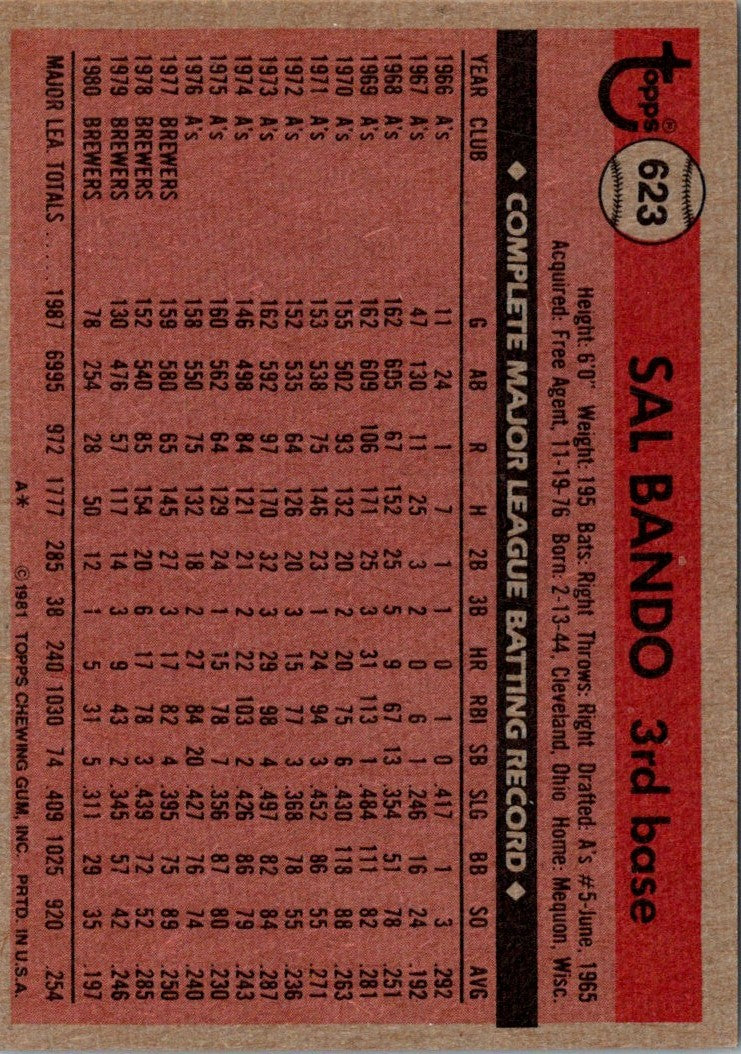 topps®
623
SAL BANDO 3rd base
Height: 6'0" Weight: 195 Bats: Right Throws: Right Drafted: A's #5-June, 1965
Acquired: Free Agent, 11-19-76 Born: 2-13-44, Cleveland, Ohio Home: Mequon, Wisc.
◆ COMPLETE MAJOR LEAGUE BATTING RECORD ◆
YEAR CLUB G AB R H 2B 3B HR RBI SB SLG BB SO AVG
1966 A's 11 24 1 7 1 1 0 1 0 .417 1 3 .292
1967 A's 47 130 11 25 3 2 0 6 1 .246 16 24 .192
1968 A's 162 605 67 152 25 5 9 67 13 .354 51 78 .251
1969 A's 162 609 106 171 25 3 31 113 1 .484 111 82 .281
1970 A's 155 502 93 132 20 2 20 75 6 .430 118 88 .263
1971 A's 153 538 75 146 23 1 24 94 3 .452 86 55 .271
1972 A's 152 535 64 126 20 3 15 77 3 .368 78 55 .236
1973 A's 162 592 97 170 32 3 29 98 4 .497 82 84 .287
1974 A's 146 498 84 121 21 2 22 103 2 .426 86 79 .243
1975 A's 160 562 64 129 24 1 15 78 7 .356 87 80 .230
1976 A's 158 550 75 132 18 2 27 84 20 .427 76 74 .240
1977 BREWERS 159 580 65 145 27 3 17 82 4 .395 75 89 .250
1978 BREWERS 152 540 85 154 20 6 17 78 3 .439 72 52 .285
1979 BREWERS 130 476 57 117 14 3 9 43 2 .345 57 42 .246
1980 BREWERS 78 254 28 50 12 1 5 31 5 .311 29 35 .197
MAJOR LEA. TOTALS ...... 1987 6995 972 1777 285 38 240 1030 74 .409 1025 920 .254
A* ©1981 TOPPS CHEWING GUM, INC. PRTD. IN U.S.A.